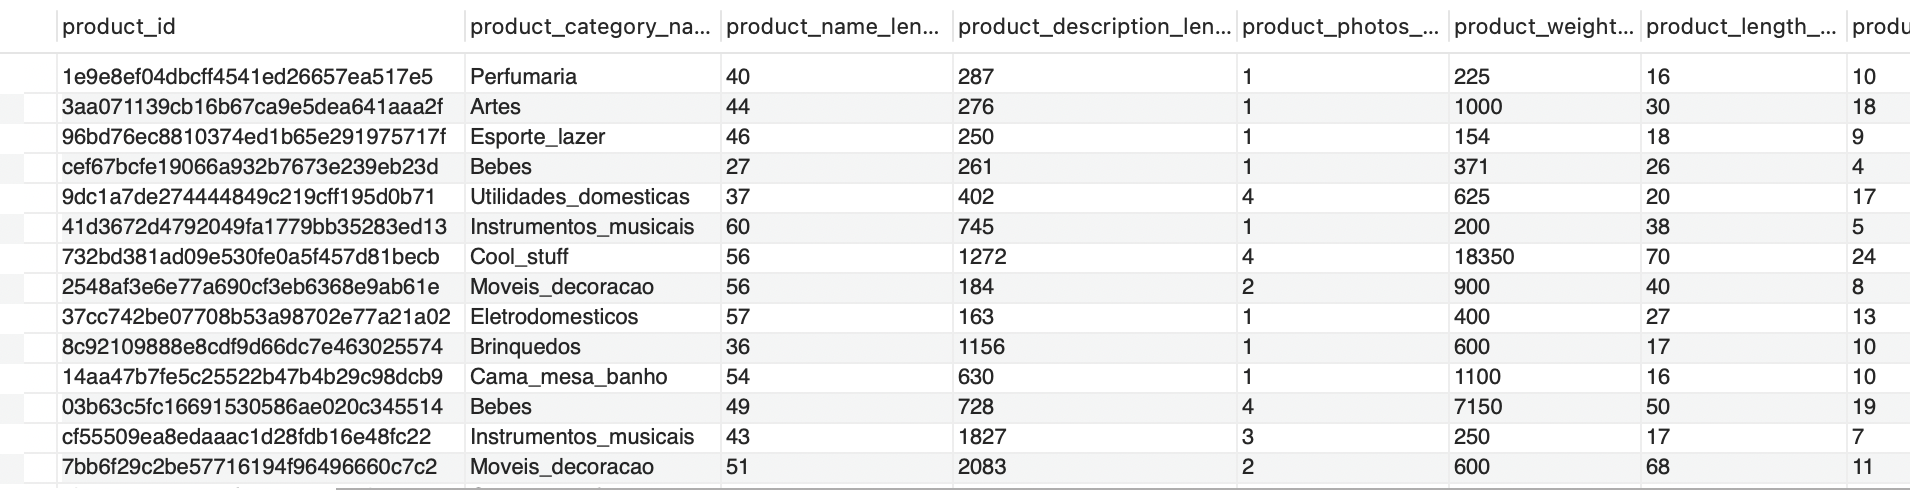 product_id product_category_na... product_name_len... product_description_len... product_photos_... product_weight... product_length_... produ
1e9e8ef04dbcff4541ed26657ea517e5 Perfumaria 40 287 1 225 16 10
3aa071139cb16b67ca9e5dea641aaa2f Artes 44 276 1 1000 30 18
96bd76ec8810374ed1b65e291975717f Esporte_lazer 46 250 1 154 18 9
cef67bcfe19066a932b7673e239eb23d Bebes 27 261 1 371 26 4
9dc1a7de274444849c219cff195d0b71 Utilidades_domesticas 37 402 4 625 20 17
41d3672d4792049fa1779bb35283ed13 Instrumentos_musicais 60 745 1 200 38 5
732bd381ad09e530fe0a5f457d81becb Cool_stuff 56 1272 4 18350 70 24
2548af3e6e77a690cf3eb6368e9ab61e Moveis_decoracao 56 184 2 900 40 8
37cc742be07708b53a98702e77a21a02 Eletrodomesticos 57 163 1 400 27 13
8c92109888e8cdf9d66dc7e463025574 Brinquedos 36 1156 1 600 17 10
14aa47b7fe5c25522b47b4b29c98dcb9 Cama_mesa_banho 54 630 1 1100 16 10
03b63c5fc16691530586ae020c345514 Bebes 49 728 4 7150 50 19
cf55509ea8edaaac1d28fdb16e48fc22 Instrumentos_musicais 43 1827 3 250 17 7
7bb6f29c2be57716194f96496660c7c2 Moveis_decoracao 51 2083 2 600 68 11